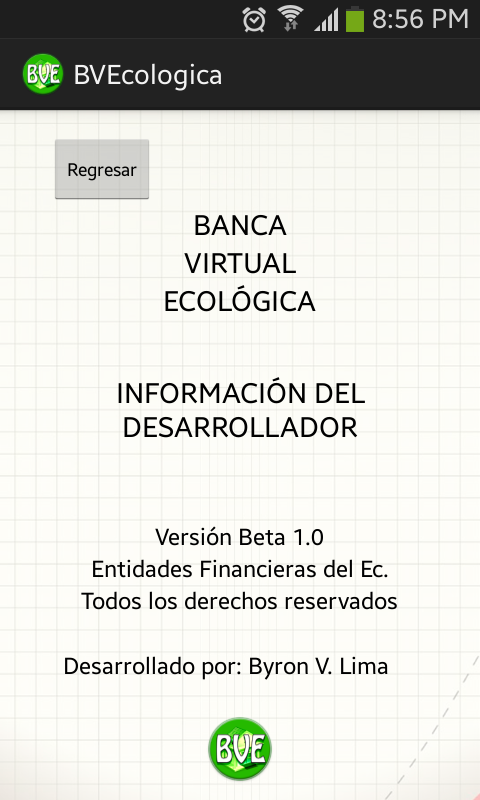 8:56 PM
BVE BVEcologica
Regresar
BANCA
VIRTUAL
ECOLÓGICA
INFORMACIÓN DEL
DESARROLLADOR
Versión Beta 1.0
Entidades Financieras del Ec.
Todos los derechos reservados
Desarrollado por: Byron V. Lima
BVE